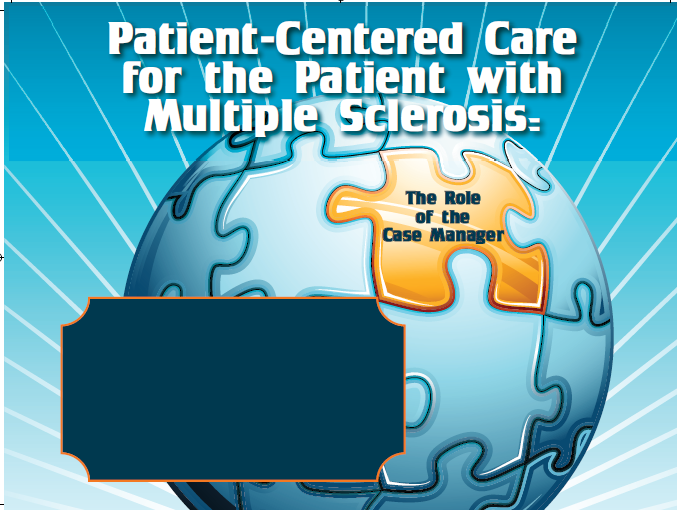 Patient-Centered Care
for the Patient with
Multiple Sclerosis:
The Role
of the
Case Manager